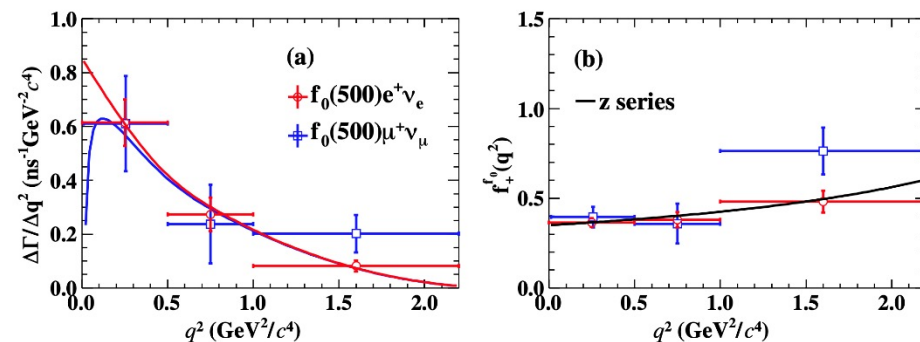 (a)
f₀(500)e⁺νₑ
f₀(500)μ⁺ν_μ
ΔΓ/Δq² (ns⁻¹GeV⁻²c⁴)
1.0
0.8
0.6
0.4
0.2
0.0
0.0 0.5 1.0 1.5 2.0
q² (GeV²/c⁴)
(b)
z series
f₊^{f₀}(q²)
1.5
1.0
0.5
0.0
0.0 0.5 1.0 1.5 2.0
q² (GeV²/c⁴)